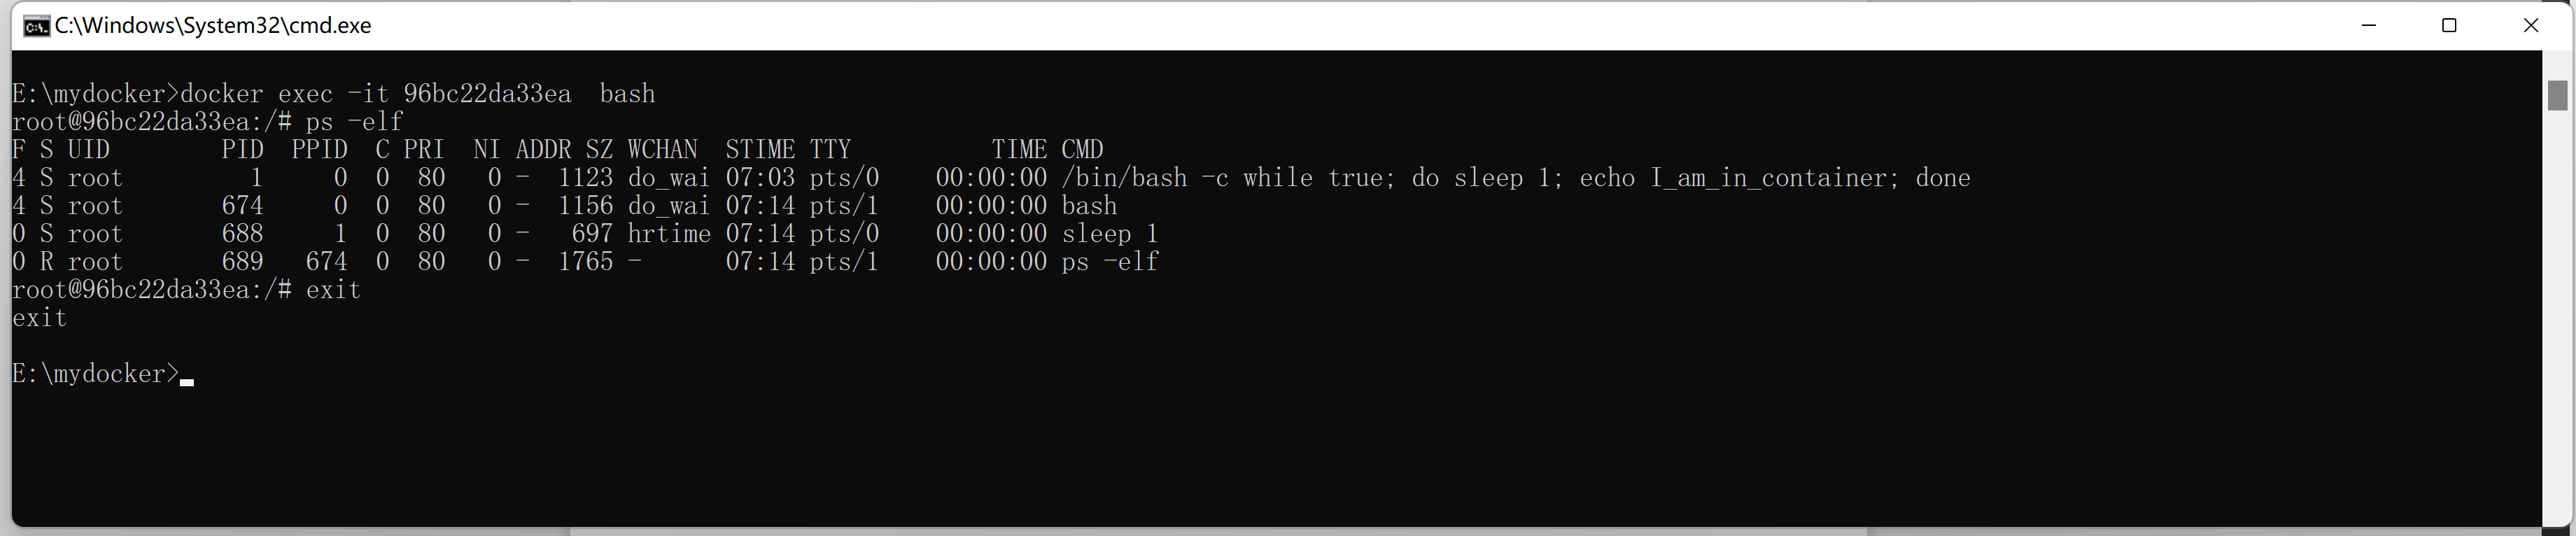 C:\Windows\System32\cmd.exe
E:\mydocker>docker exec -it 96bc22da33ea  bash
root@96bc22da33ea:/# ps -elf
F S UID        PID  PPID  C PRI  NI ADDR SZ WCHAN  STIME TTY          TIME CMD
4 S root         1     0  0  80   0 -  1123 do_wai 07:03 pts/0    00:00:00 /bin/bash -c while true; do sleep 1; echo I_am_in_container; done
4 S root       674     0  0  80   0 -  1156 do_wai 07:14 pts/1    00:00:00 bash
0 S root       688     1  0  80   0 -   697 hrtime 07:14 pts/0    00:00:00 sleep 1
0 R root       689   674  0  80   0 -  1765 -      07:14 pts/1    00:00:00 ps -elf
root@96bc22da33ea:/# exit
exit
E:\mydocker>